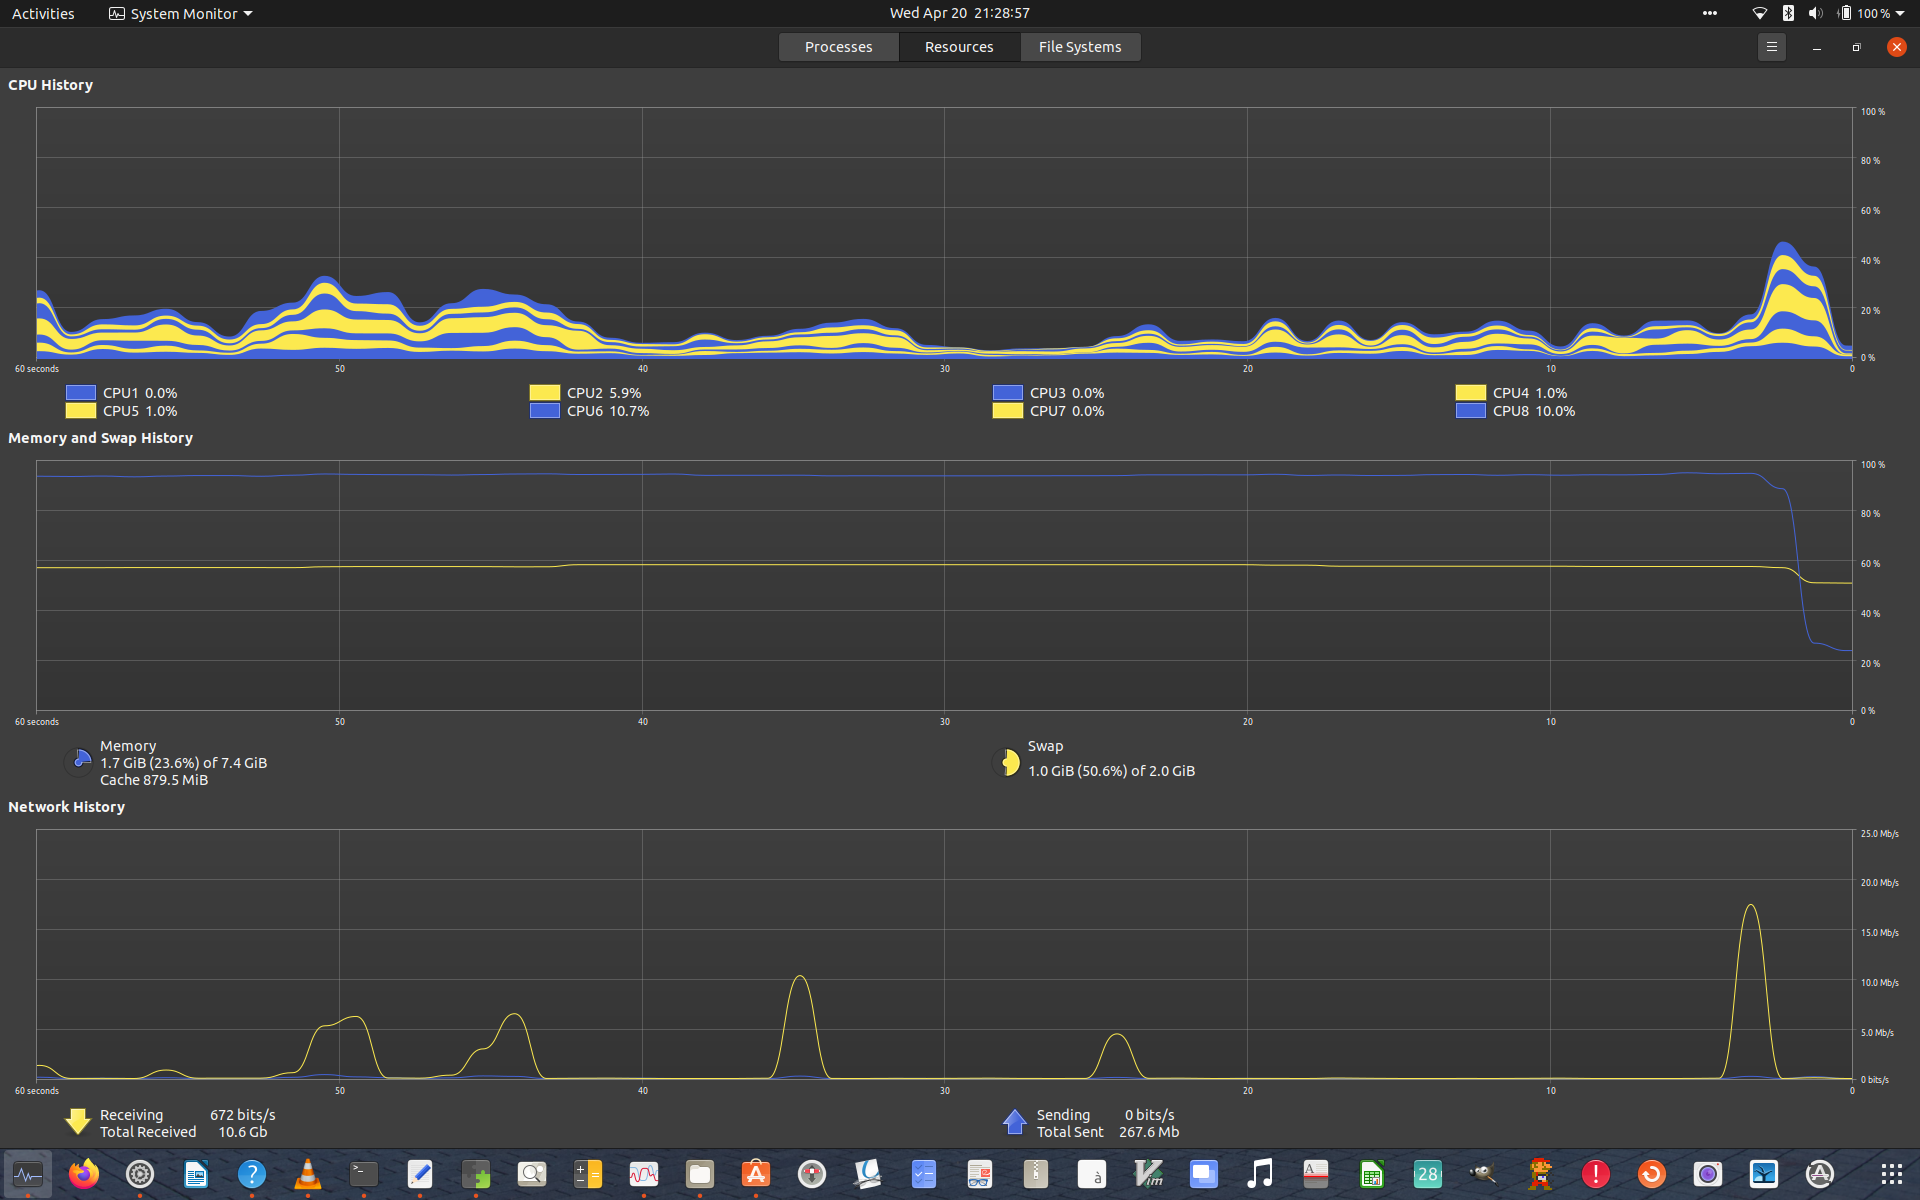 Activities System Monitor Wed Apr 20 21:28:57 100 %
Processes Resources File Systems
CPU History
100 %
80 %
60 %
40 %
20 %
0 %
60 seconds 50 40 30 20 10 0
CPU1 0.0% CPU2 5.9% CPU3 0.0% CPU4 1.0%
CPU5 1.0% CPU6 10.7% CPU7 0.0% CPU8 10.0%
Memory and Swap History
100 %
80 %
60 %
40 %
20 %
0 %
60 seconds 50 40 30 20 10 0
Memory Swap
1.7 GiB (23.6%) of 7.4 GiB 1.0 GiB (50.6%) of 2.0 GiB
Cache 879.5 MiB
Network History
25.0 Mb/s
20.0 Mb/s
15.0 Mb/s
10.0 Mb/s
5.0 Mb/s
0 bits/s
60 seconds 50 40 30 20 10 0
Receiving 672 bits/s Sending 0 bits/s
Total Received 10.6 Gb Total Sent 267.6 Mb
? >_ A à Vim A 28 !